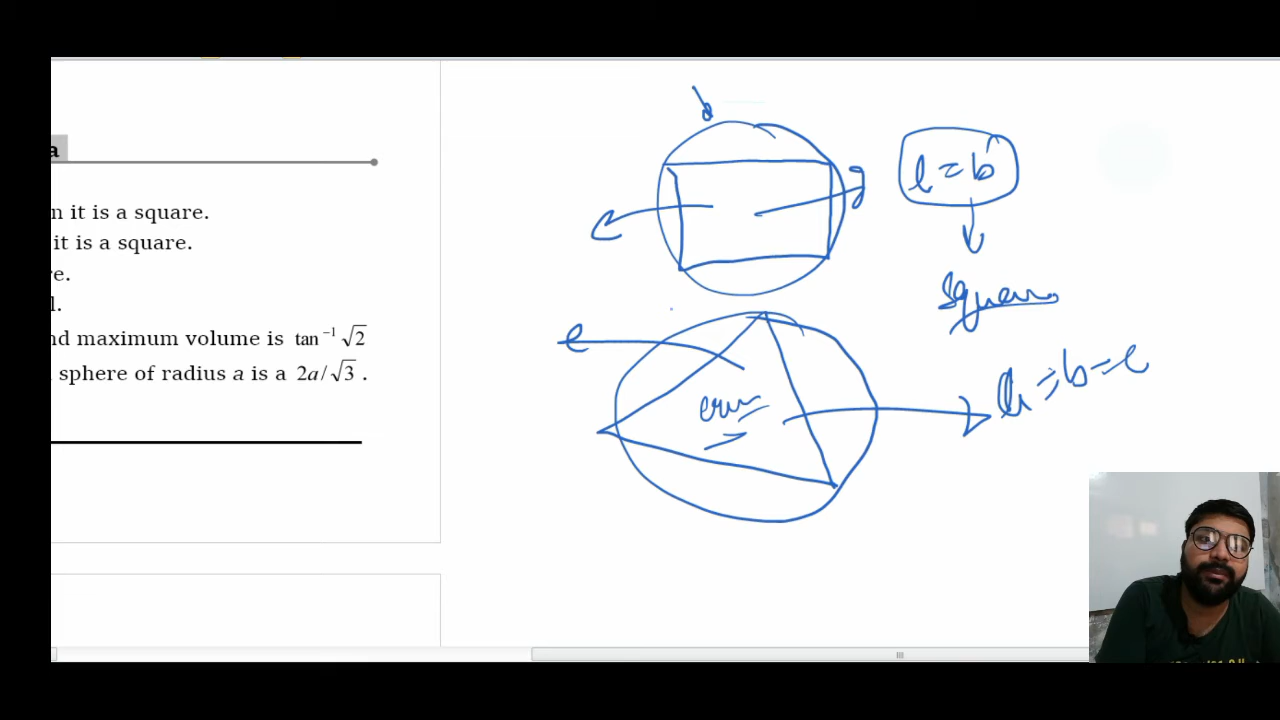 a
n it is a square.
it is a square.
re.
l.
nd maximum volume is tan⁻¹ √2
sphere of radius a is a 2a/√3 .
b
l = b
square